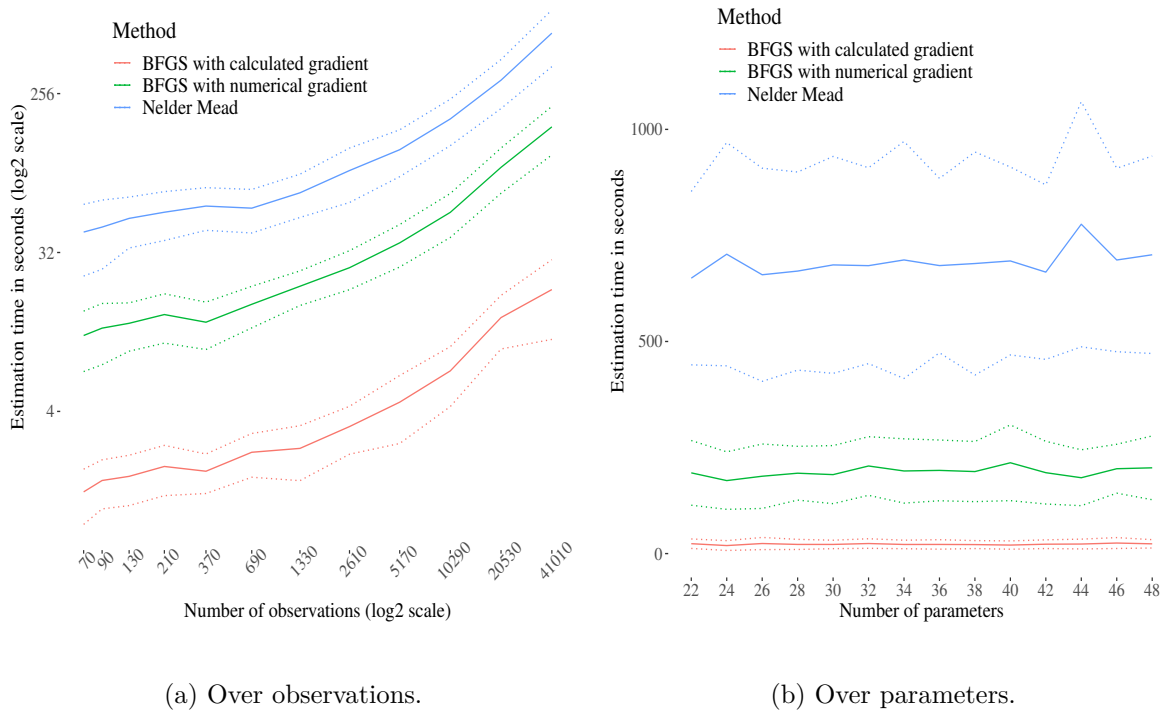 Method
BFGS with calculated gradient
BFGS with numerical gradient
Nelder Mead
Estimation time in seconds (log2 scale)
256
32
4
70
90
130
210
370
690
1330
2610
5170
10290
20530
41010
Number of observations (log2 scale)
(a) Over observations.
Method
BFGS with calculated gradient
BFGS with numerical gradient
Nelder Mead
Estimation time in seconds
1000
500
0
22 24 26 28 30 32 34 36 38 40 42 44 46 48
Number of parameters
(b) Over parameters.